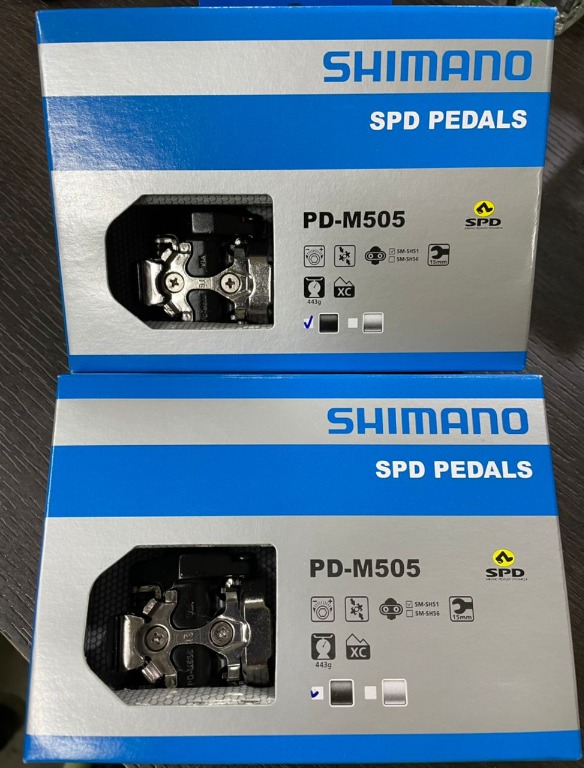 SHIMANO
SPD PEDALS
PD-M505
SPD
SM-SH51
SM-SH56
15mm
443g
XC
SHIMANO
SPD PEDALS
PD-M505
SPD
SM-SH51
SM-SH56
15mm
443g
XC